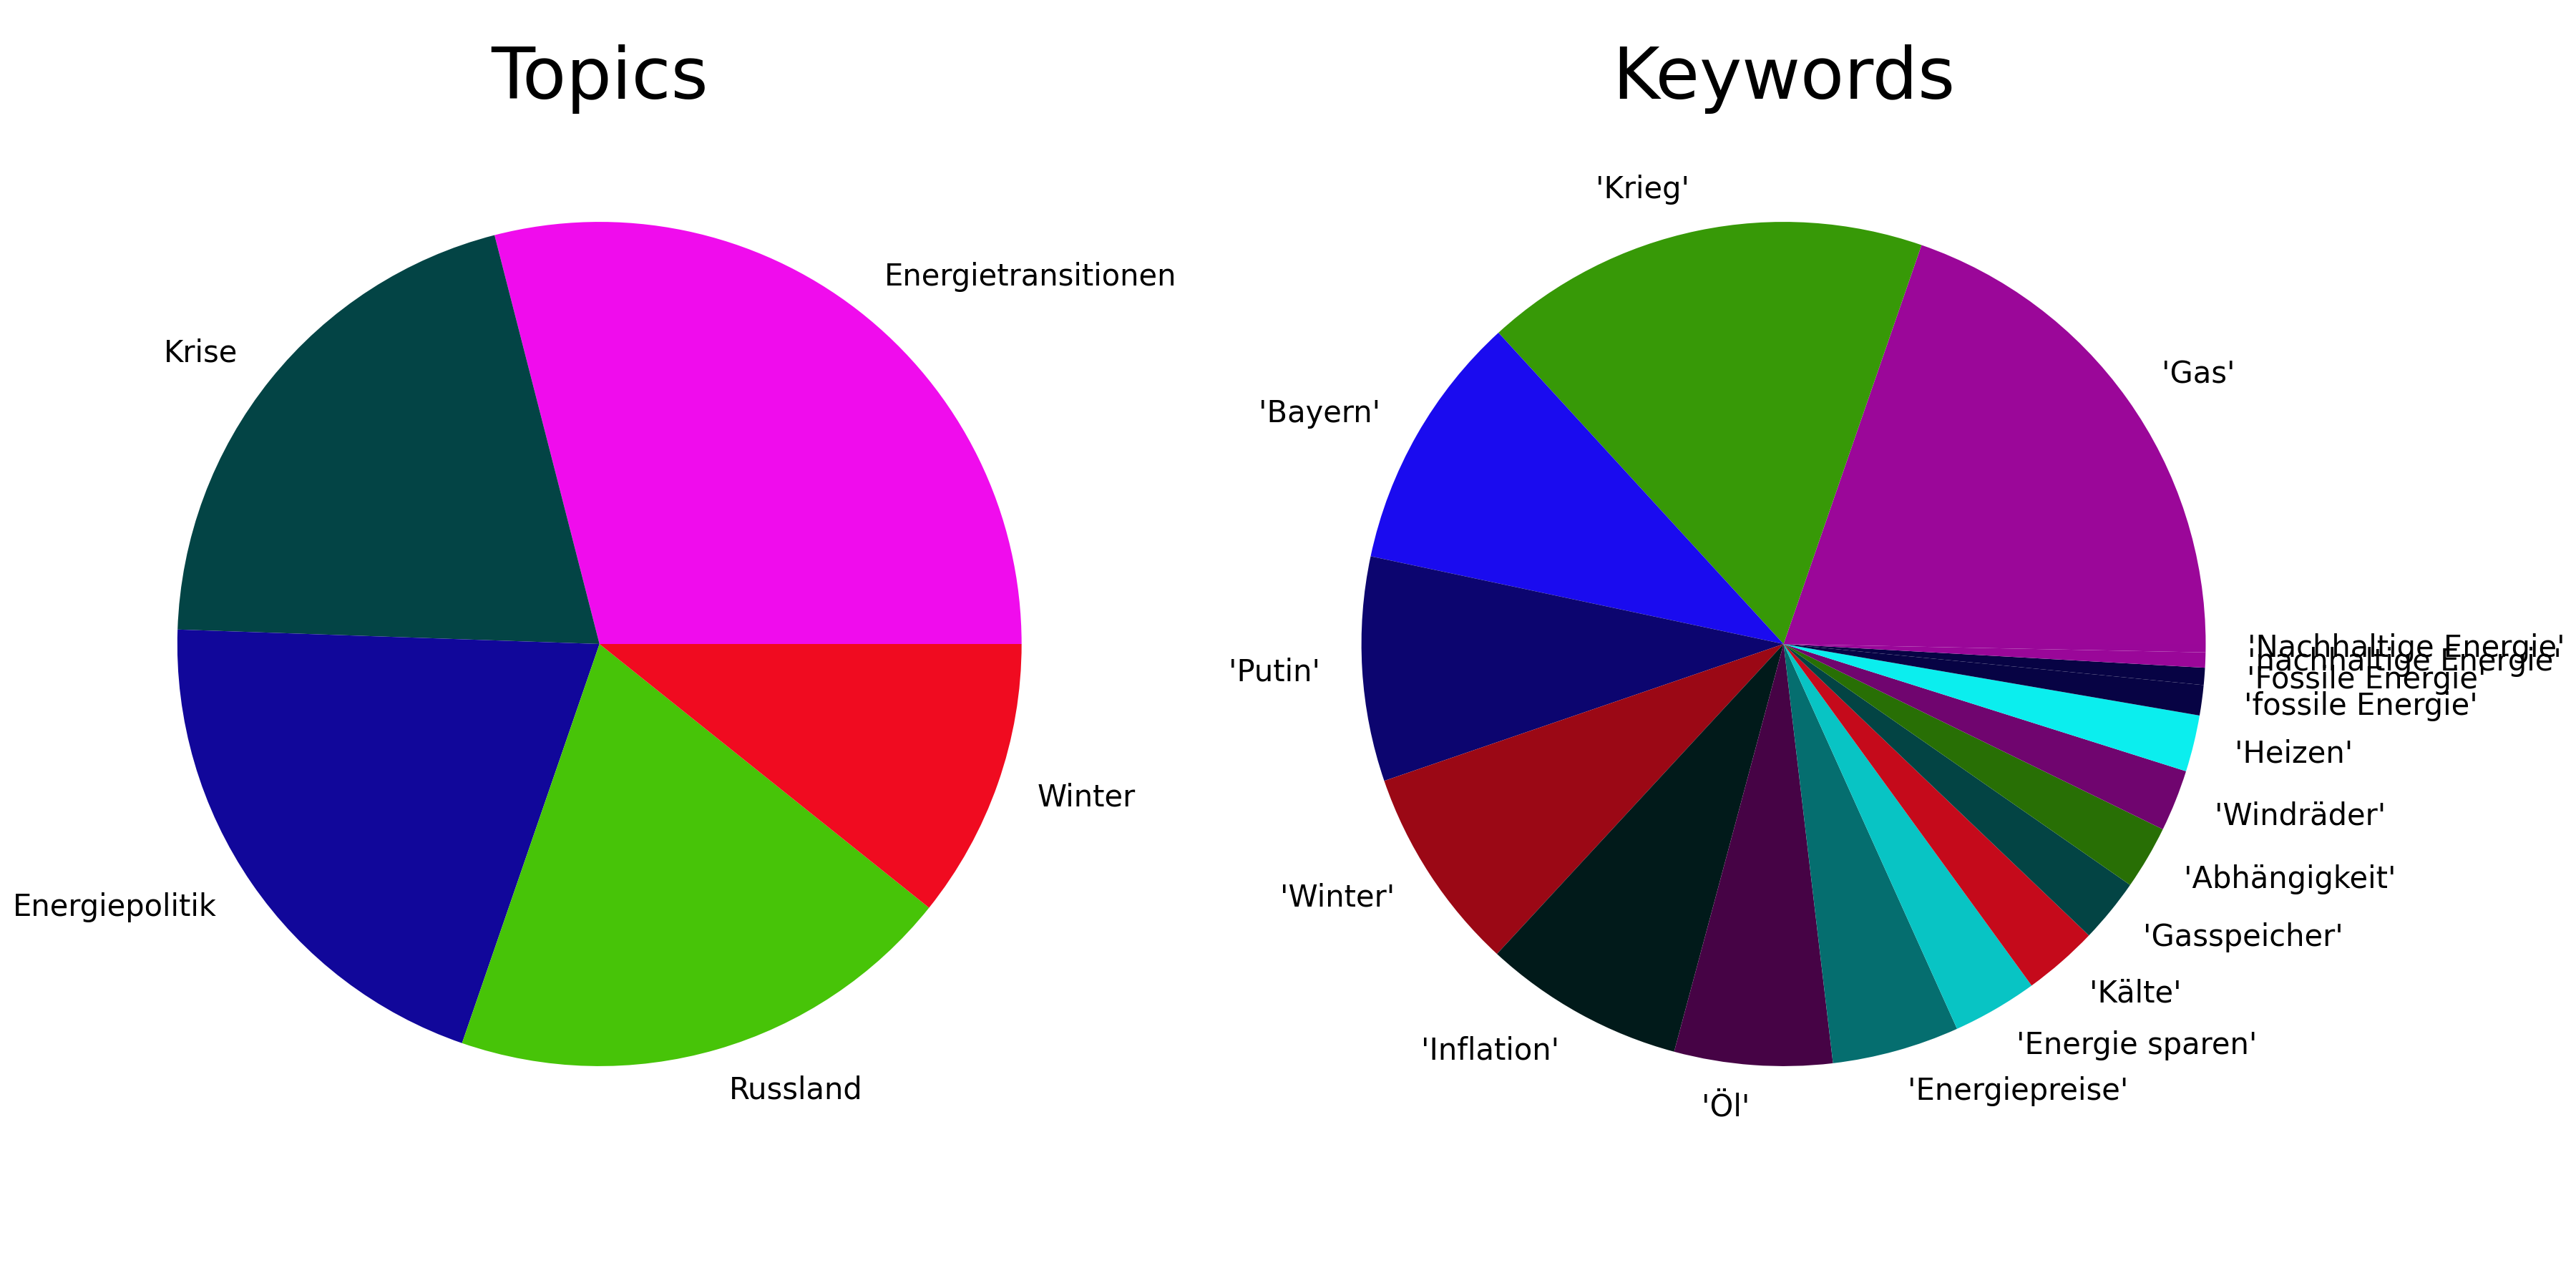 Topics
Energietransitionen
Krise
Energiepolitik
Russland
Winter
Keywords
'Gas'
'Krieg'
'Bayern'
'Putin'
'Winter'
'Inflation'
'Öl'
'Energiepreise'
'Energie sparen'
'Kälte'
'Gasspeicher'
'Abhängigkeit'
'Windräder'
'Heizen'
'fossile Energie'
'Fossile Energie'
'nachhaltige Energie'
'Nachhaltige Energie'